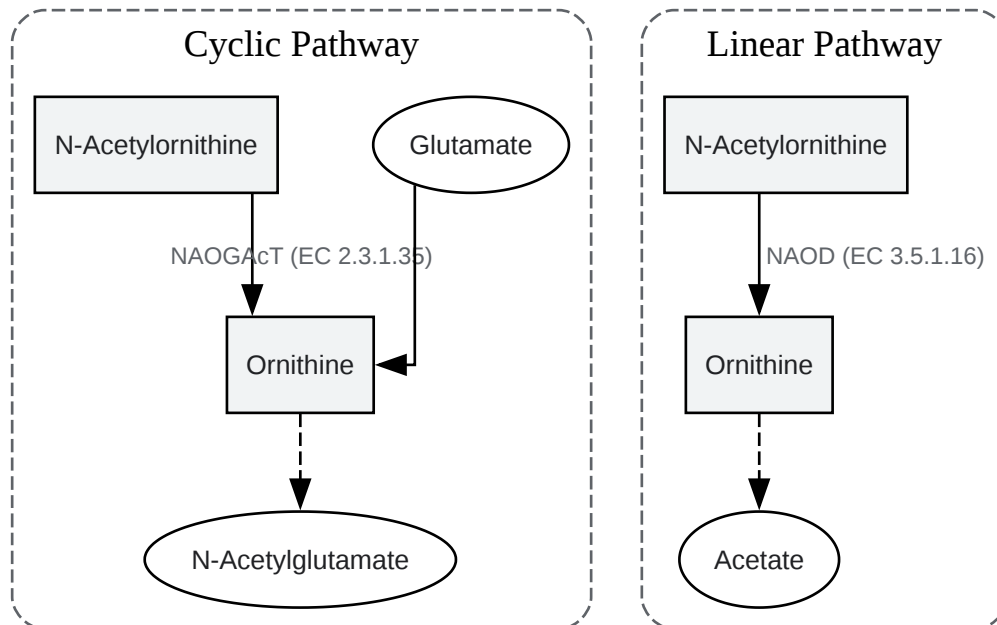 Cyclic Pathway
N-Acetylornithine
Glutamate
NAOGAcT (EC 2.3.1.35)
Ornithine
N-Acetylglutamate
Linear Pathway
N-Acetylornithine
NAOD (EC 3.5.1.16)
Ornithine
Acetate